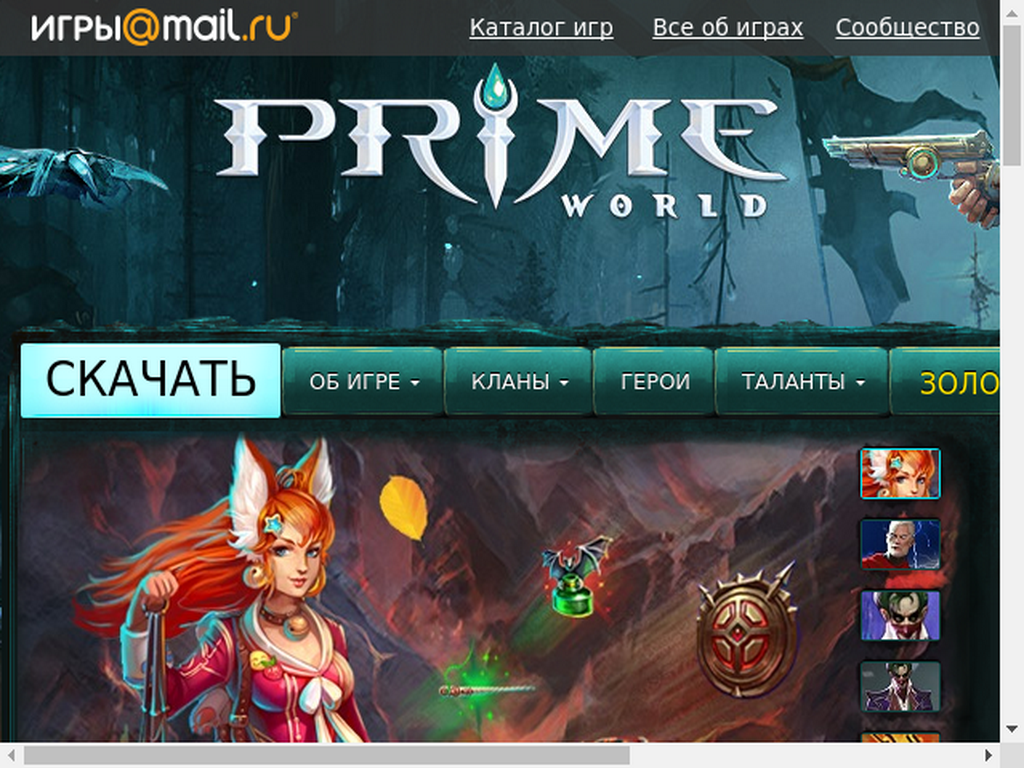 игры@mail.ru
Каталог игр
Все об играх
Сообщество
PRIME
WORLD
СКАЧАТЬ
ОБ ИГРЕ
КЛАНЫ
ГЕРОИ
ТАЛАНТЫ
ЗОЛО